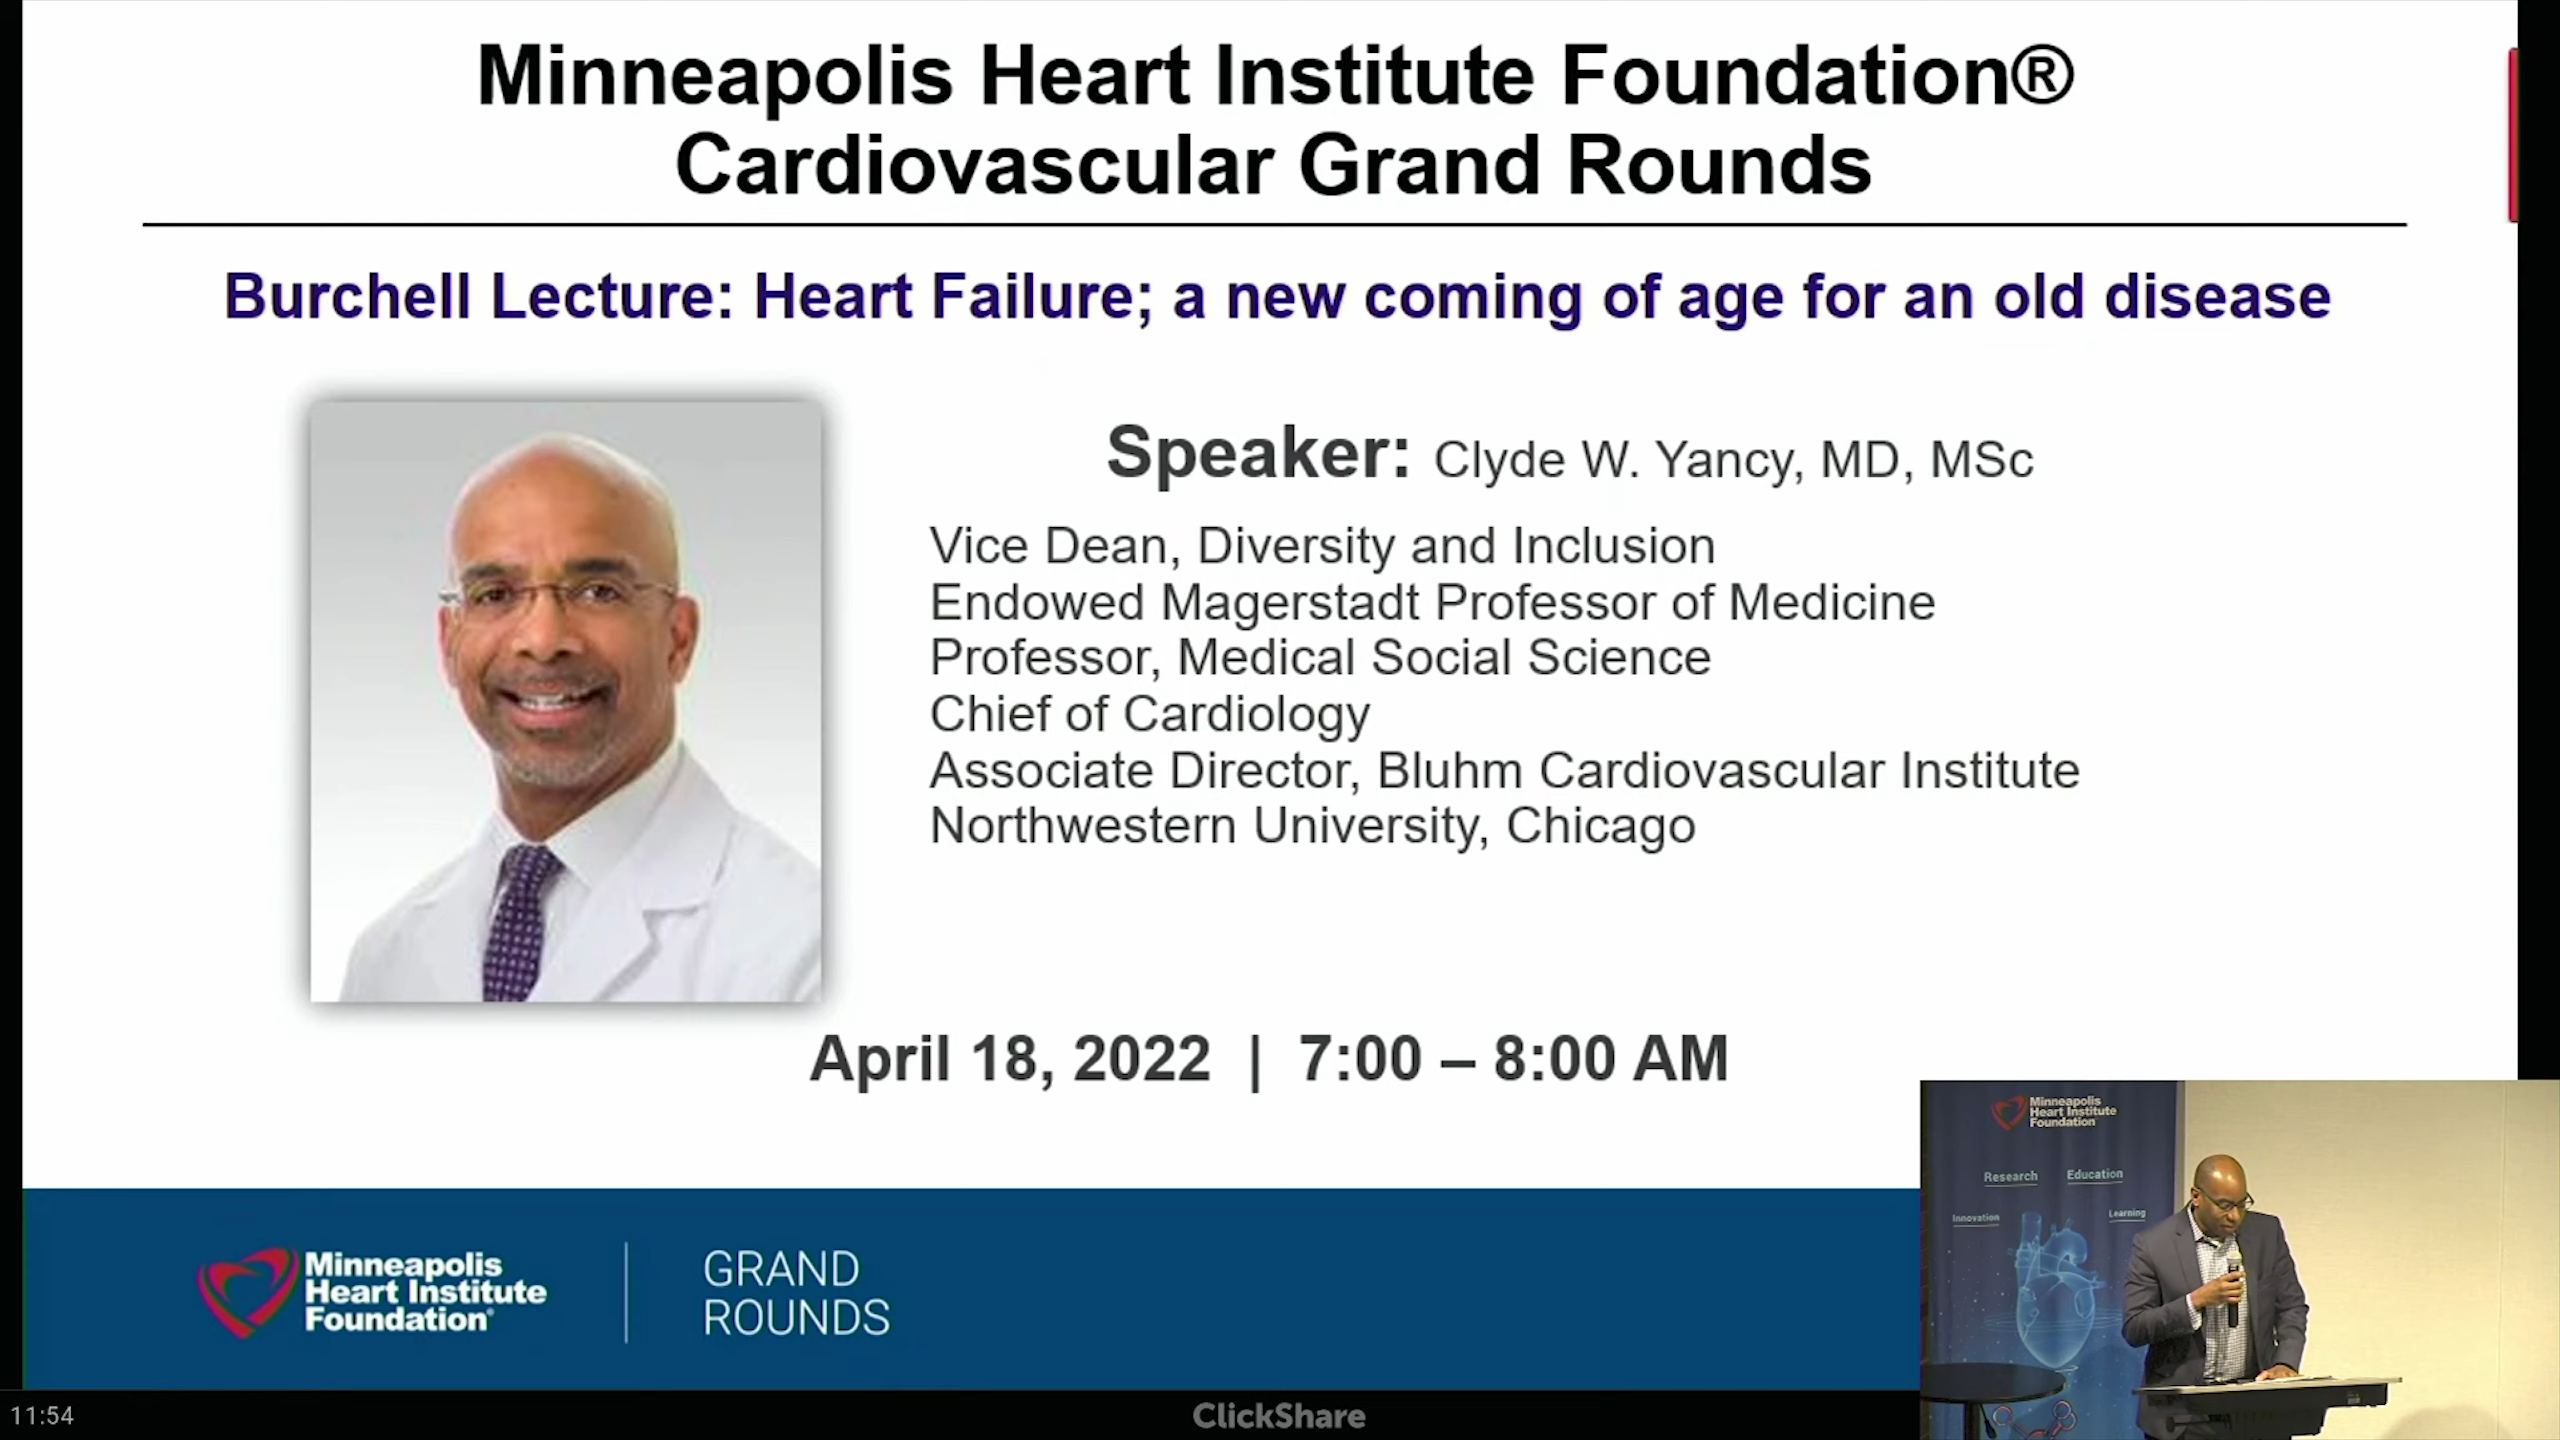 Minneapolis Heart Institute Foundation®
Cardiovascular Grand Rounds
Burchell Lecture: Heart Failure; a new coming of age for an old disease
Speaker: Clyde W. Yancy, MD, MSc
Vice Dean, Diversity and Inclusion
Endowed Magerstadt Professor of Medicine
Professor, Medical Social Science
Chief of Cardiology
Associate Director, Bluhm Cardiovascular Institute
Northwestern University, Chicago
April 18, 2022 | 7:00 – 8:00 AM
Minneapolis
Heart Institute
Foundation®
GRAND
ROUNDS
Minneapolis
Heart Institute
Foundation
Research Education
Innovation Learning
11:54
ClickShare